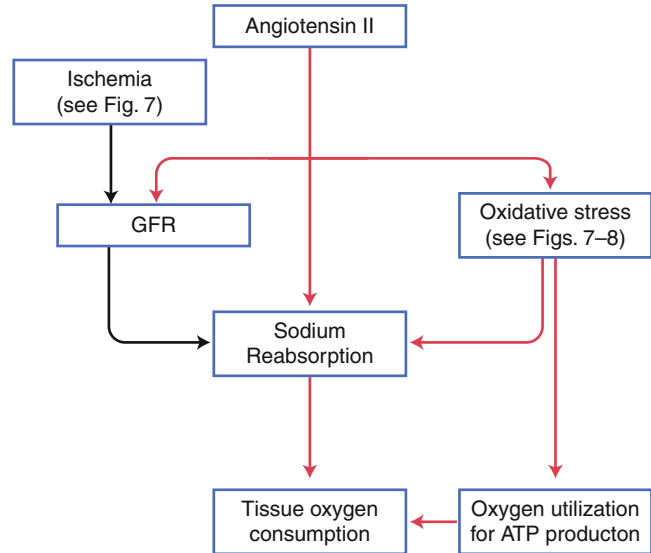 Angiotensin II
Ischemia
(see Fig. 7)
GFR
Oxidative stress
(see Figs. 7–8)
Sodium
Reabsorption
Tissue oxygen
consumption
Oxygen utilization
for ATP producton